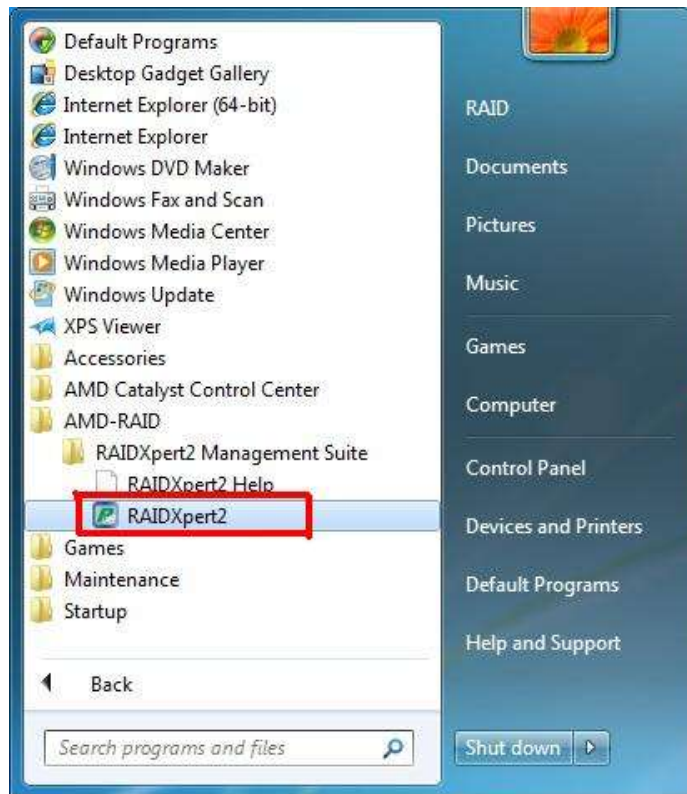 Default Programs
Desktop Gadget Gallery
Internet Explorer (64-bit)
Internet Explorer
Windows DVD Maker
Windows Fax and Scan
Windows Media Center
Windows Media Player
Windows Update
XPS Viewer
Accessories
AMD Catalyst Control Center
AMD-RAID
RAIDXpert2 Management Suite
RAIDXpert2 Help
RAIDXpert2
Games
Maintenance
Startup
Back
Search programs and files
RAID
Documents
Pictures
Music
Games
Computer
Control Panel
Devices and Printers
Default Programs
Help and Support
Shut down